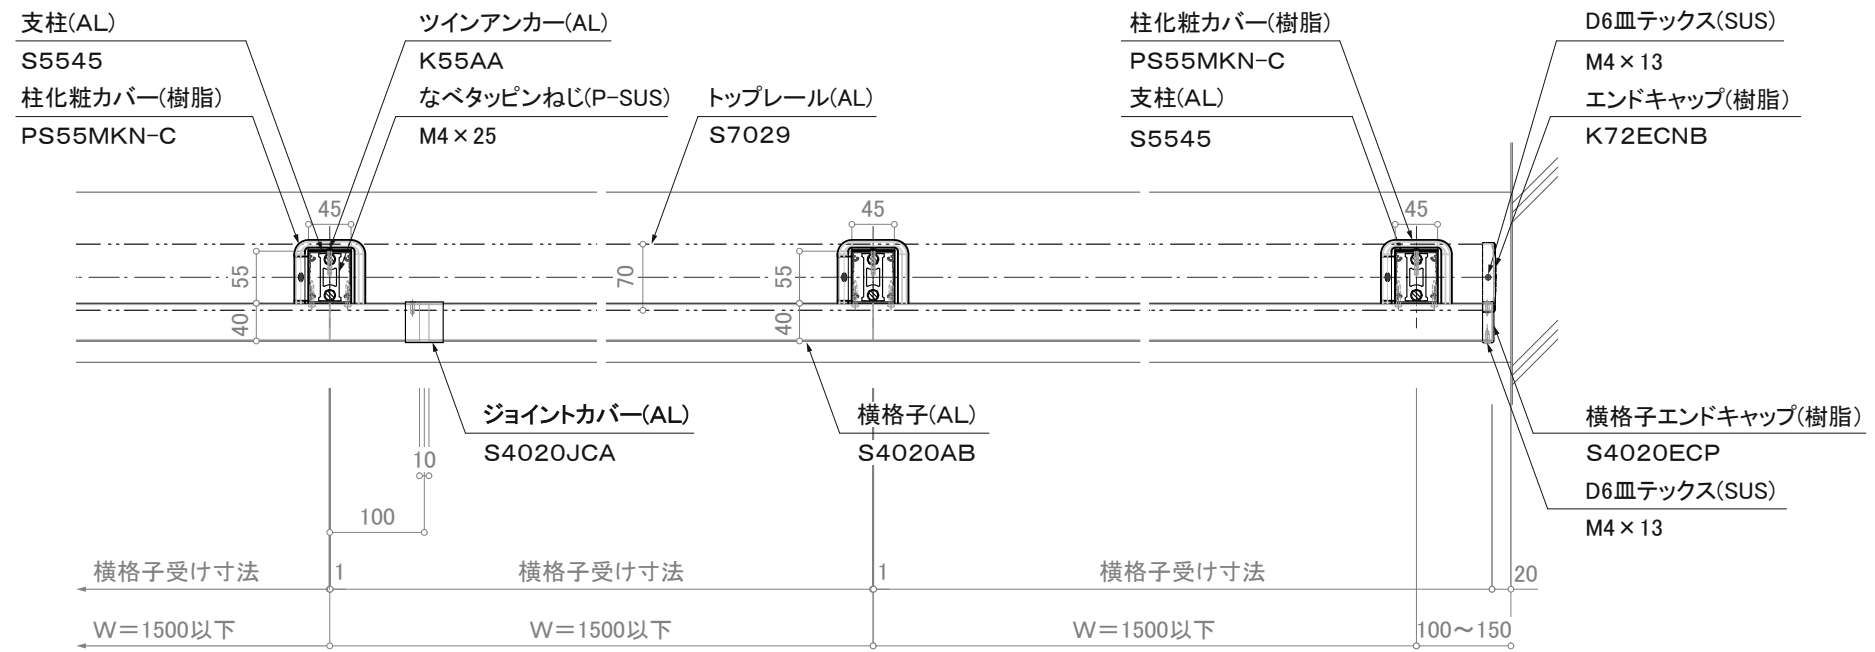 支柱(AL)
S5545
柱化粧カバー(樹脂)
PS55MKN-C
ツインアンカー(AL)
K55AA
なベタッピンねじ(P-SUS)
M4×25
トップレール(AL)
S7029
柱化粧カバー(樹脂)
PS55MKN-C
支柱(AL)
S5545
D6皿テックス(SUS)
M4×13
エンドキャップ(樹脂)
K72ECNB
45
45
45
55
40
70
55
40
ジョイントカバー(AL)
S4020JCA
横格子(AL)
S4020AB
横格子エンドキャップ(樹脂)
S4020ECP
D6皿テックス(SUS)
M4×13
10
100
横格子受け寸法
1
横格子受け寸法
1
横格子受け寸法
20
W=1500以下
W=1500以下
W=1500以下
100～150